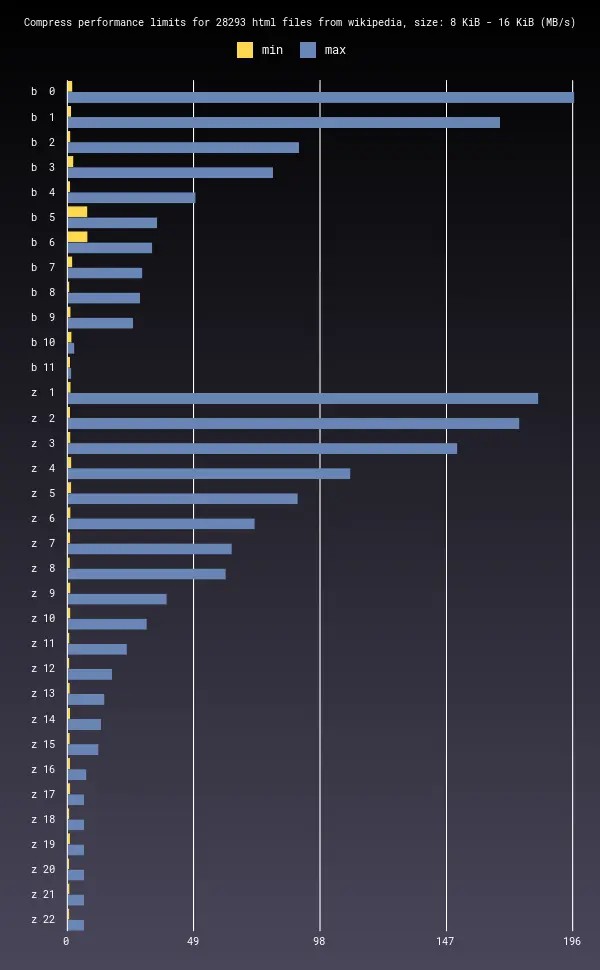 Compress performance limits for 28293 html files from wikipedia, size: 8 KiB - 16 KiB (MB/s)
min max
b 0
b 1
b 2
b 3
b 4
b 5
b 6
b 7
b 8
b 9
b 10
b 11
z 1
z 2
z 3
z 4
z 5
z 6
z 7
z 8
z 9
z 10
z 11
z 12
z 13
z 14
z 15
z 16
z 17
z 18
z 19
z 20
z 21
z 22
0 49 98 147 196